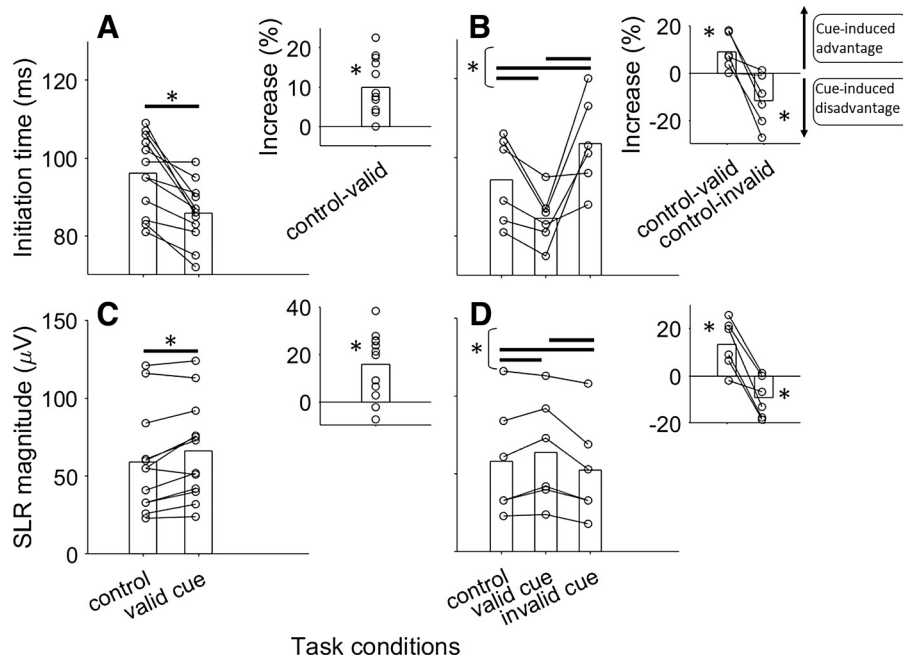 A
Initiation time (ms)
120
100
80
*
Increase (%)
20
10
0
*
control-valid
B
*
Increase (%)
20
0
-20
*
*
control-valid
control-invalid
Cue-induced
advantage
Cue-induced
disadvantage
C
SLR magnitude (μV)
150
100
50
0
*
control
valid cue
40
20
0
*
D
*
control
valid cue
invalid cue
20
0
-20
*
*
Task conditions